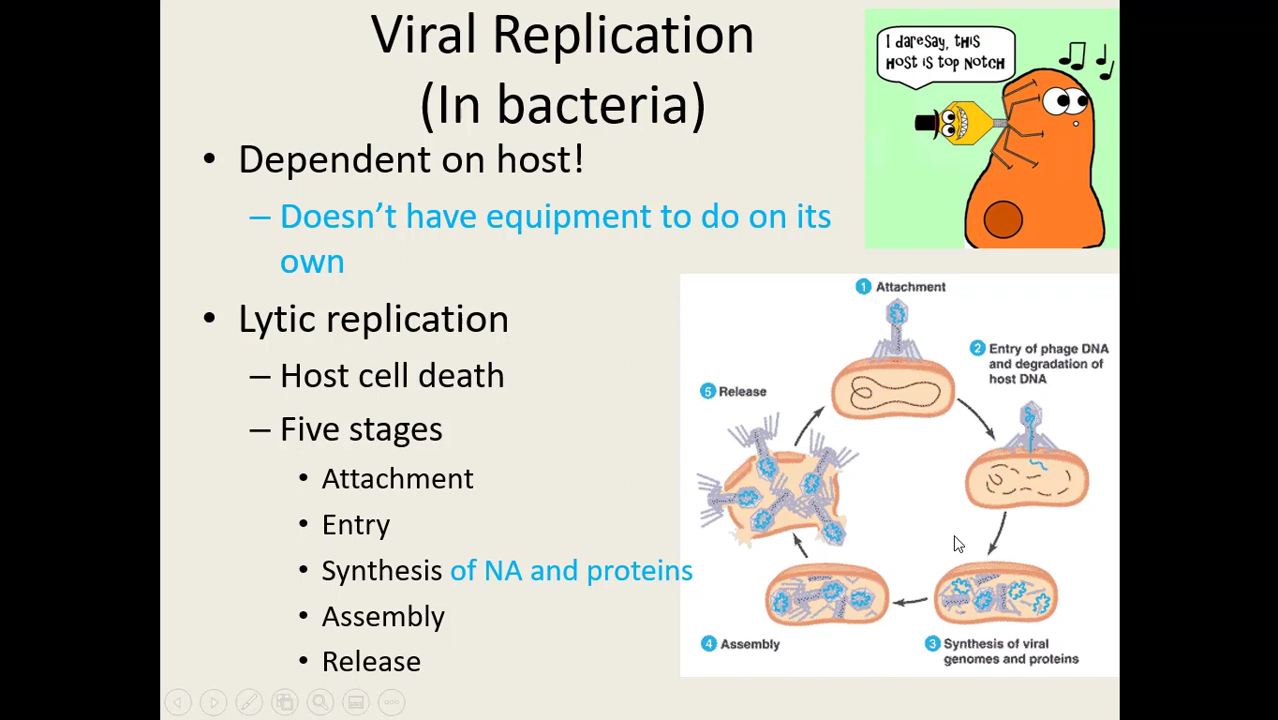 Viral Replication
(In bacteria)
• Dependent on host!
– Doesn’t have equipment to do on its
own
• Lytic replication
– Host cell death
– Five stages
• Attachment
• Entry
• Synthesis of NA and proteins
• Assembly
• Release
I daresay, this
Host is top Notch
1 Attachment
2 Entry of phage DNA
and degradation of
host DNA
5 Release
4 Assembly
3 Synthesis of viral
genomes and proteins